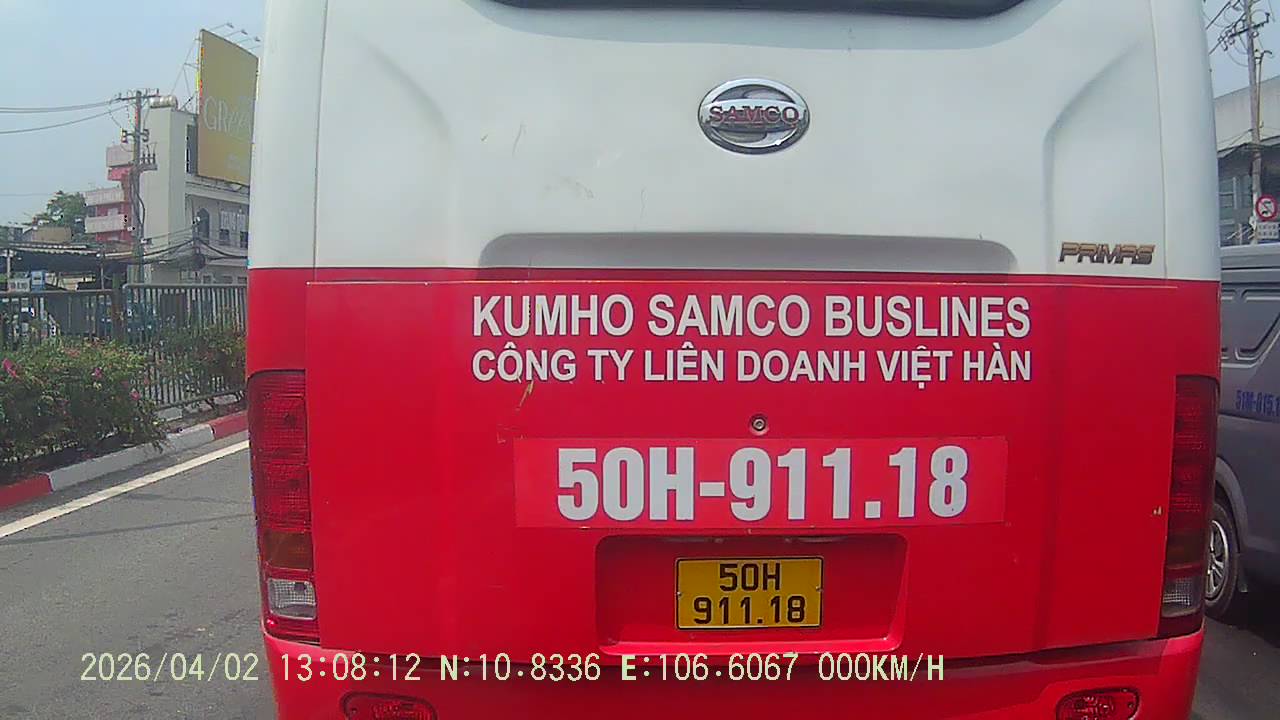 GREEN
SAMCO
PRIMAS
KUMHO SAMCO BUSLINES
CÔNG TY LIÊN DOANH VIỆT HÀN
50H-911.18
50H
911.18
2026/04/02 13:08:12 N:10.8336 E:106.6067 000KM/H